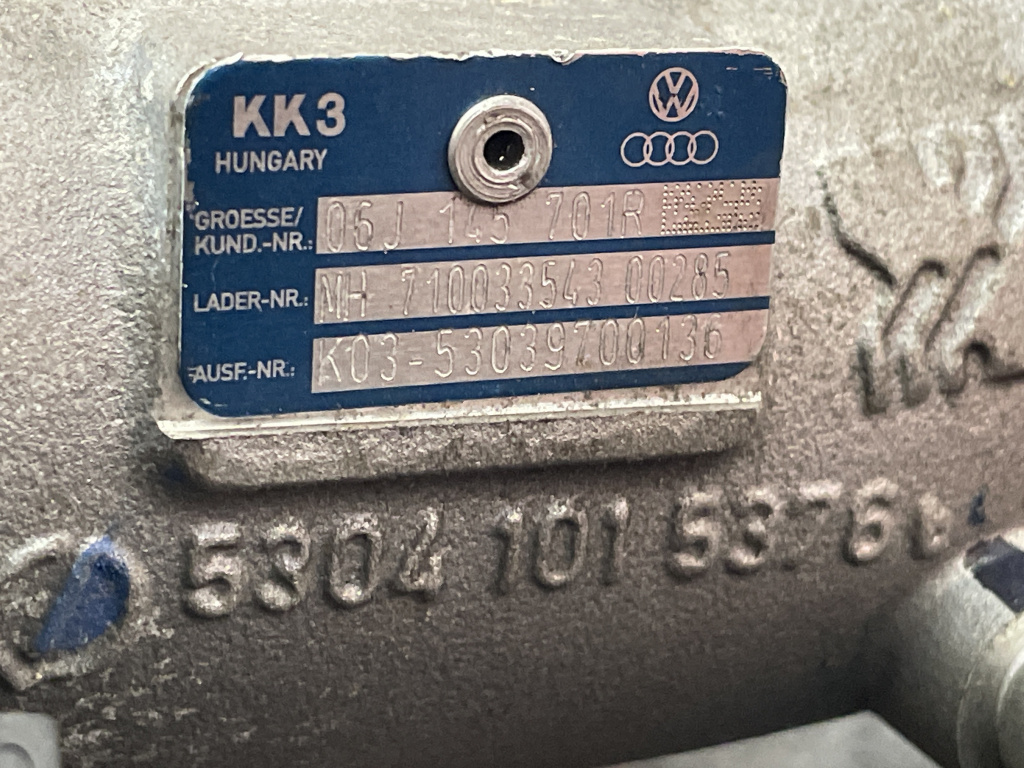 KK3
HUNGARY
GROESSE/
KUND.-NR.: 06J 145 701R
LADER-NR.: MH 710033543 00285
AUSF.-NR.: K03-53039700136
5304 101 5376